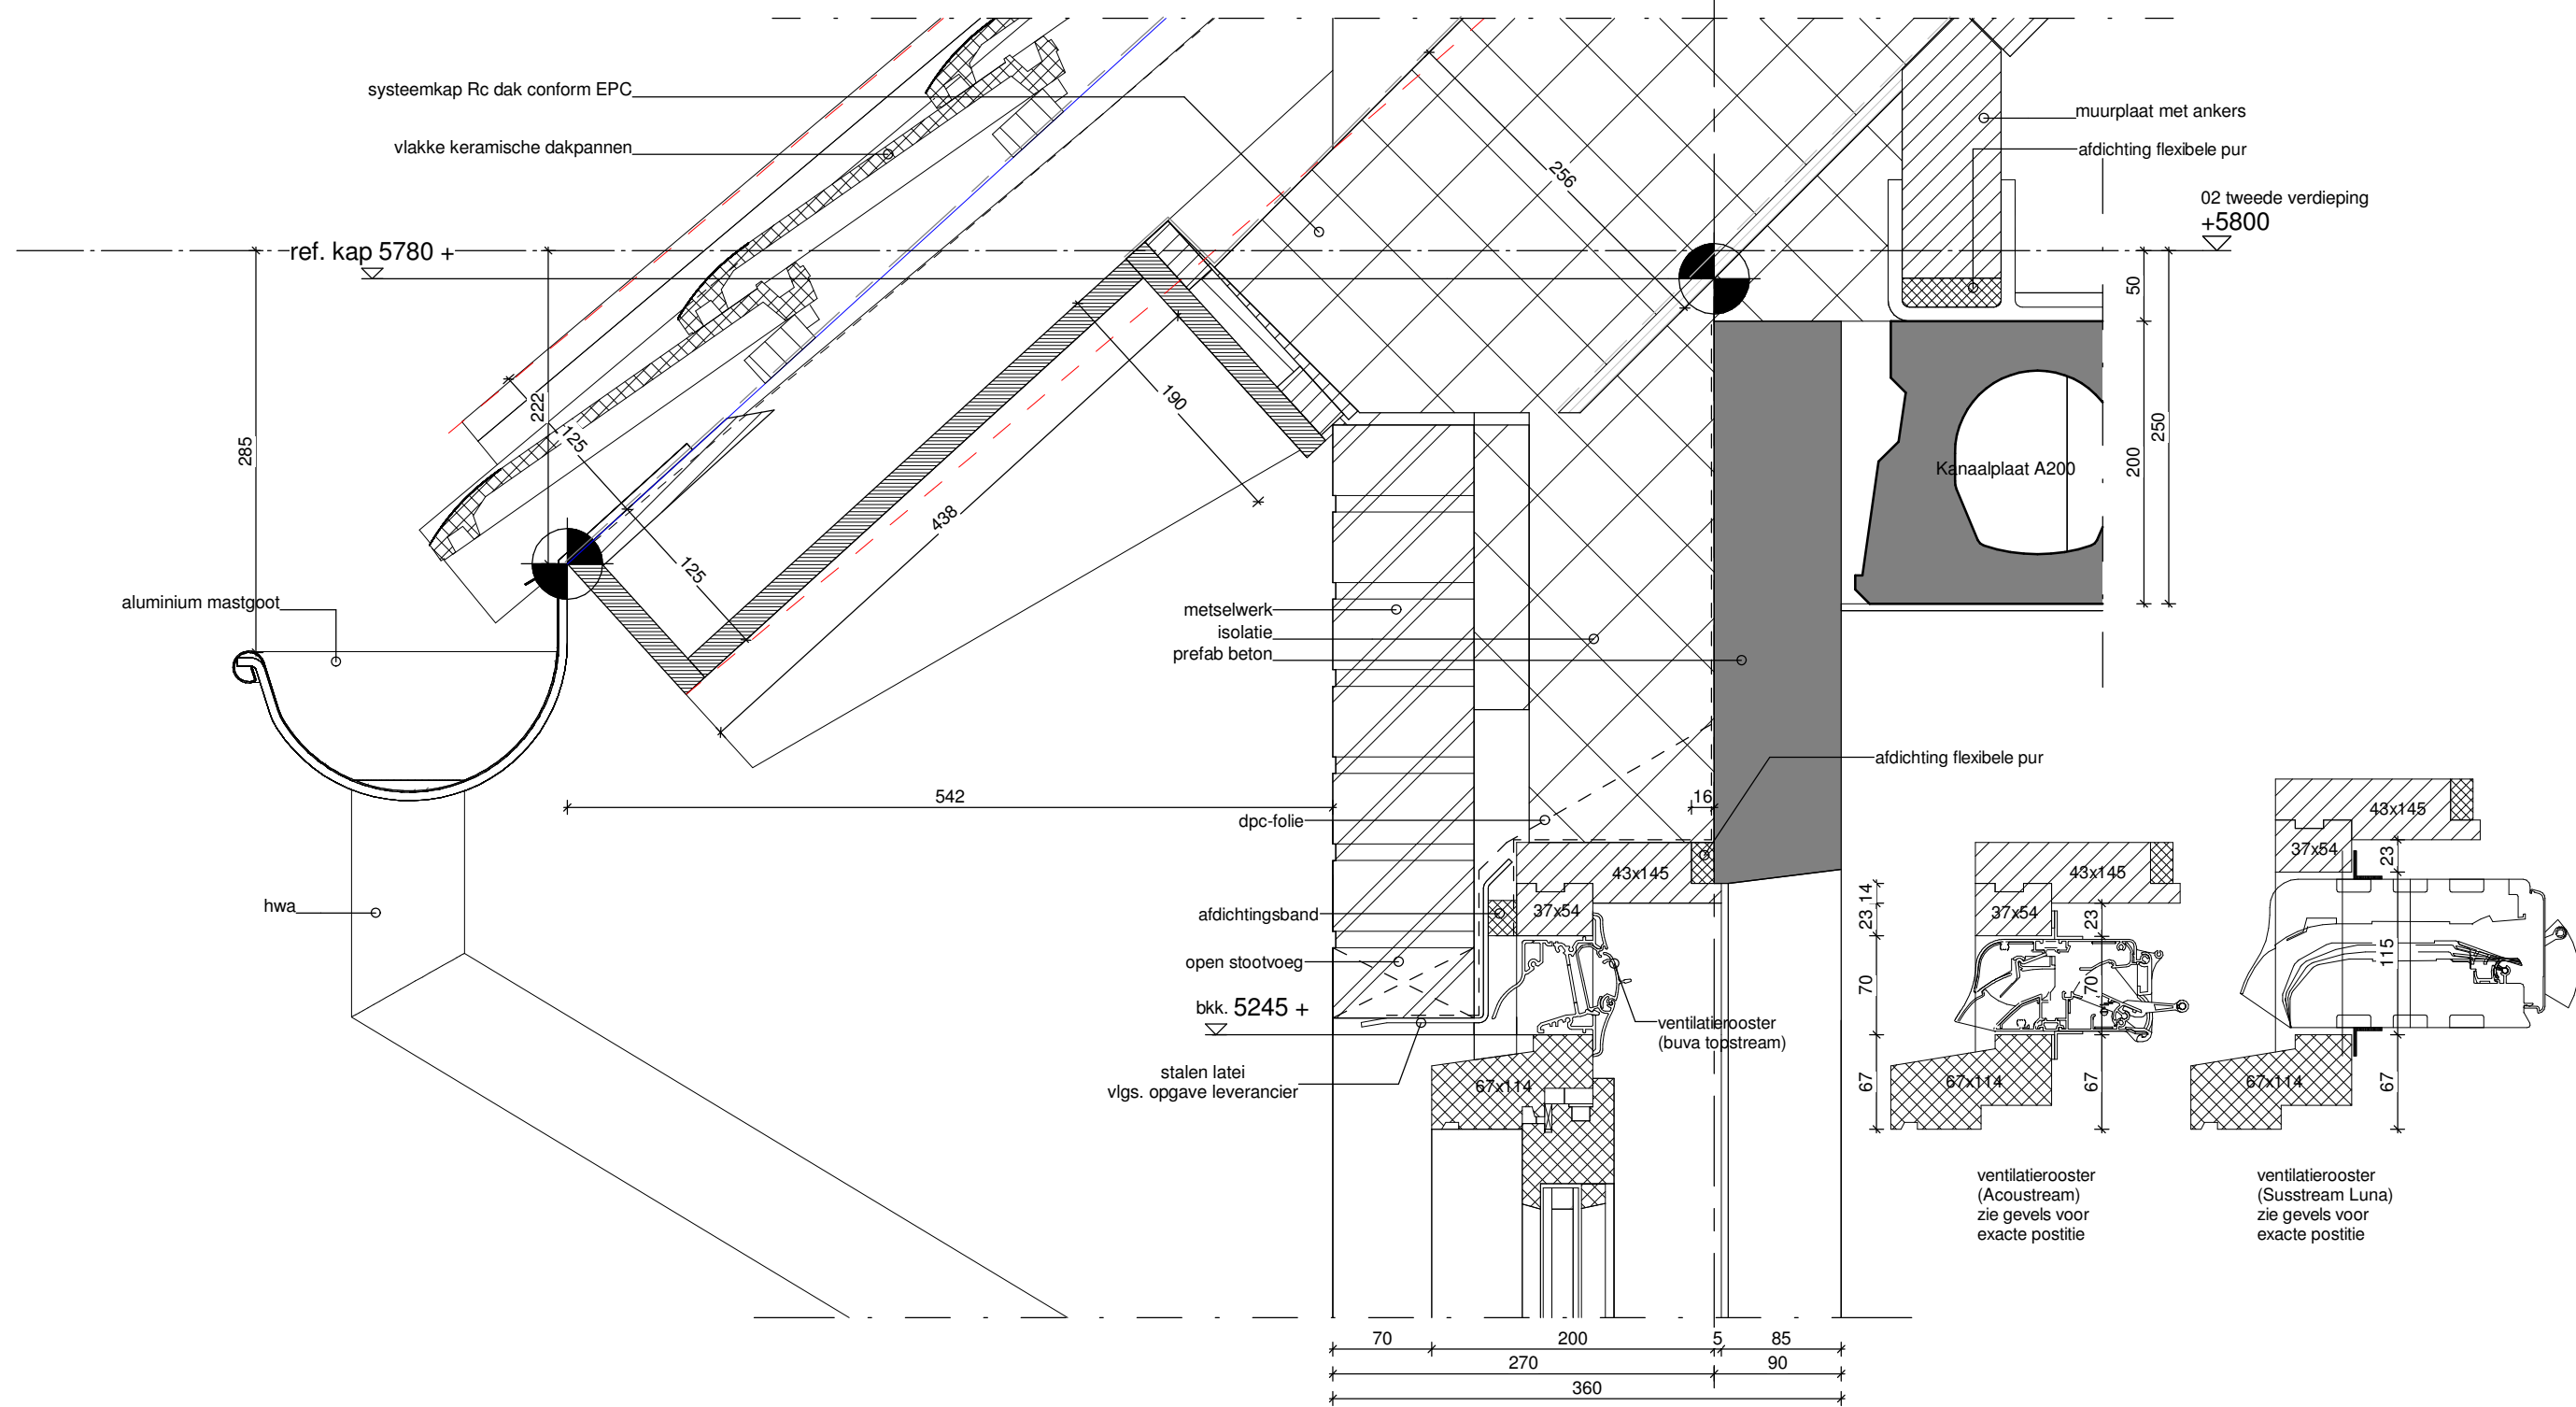 systeemkap Rc dak conform EPC
vlakke keramische dakpannen
muurplaat met ankers
afdichting flexibele pur
02 tweede verdieping
+5800
ref. kap 5780 +
256
50
222
285
125
190
438
125
200
250
Kanaalplaat A200
aluminium mastgoot
metselwerk
isolatie
prefab beton
afdichting flexibele pur
542
16
dpc-folie
43x145
37x54
hwa
afdichtingsband
open stootvoeg
bkk. 5245 +
ventilatierooster
(buva topstream)
stalen latei
vlgs. opgave leverancier
67x114
14
23
70
67
43x145
37x54
23
70
67x114
67
43x145
37x54
23
115
67x114
67
ventilatierooster
(Acoustream)
zie gevels voor
exacte postitie
ventilatierooster
(Susstream Luna)
zie gevels voor
exacte postitie
70
200
5
85
270
90
360